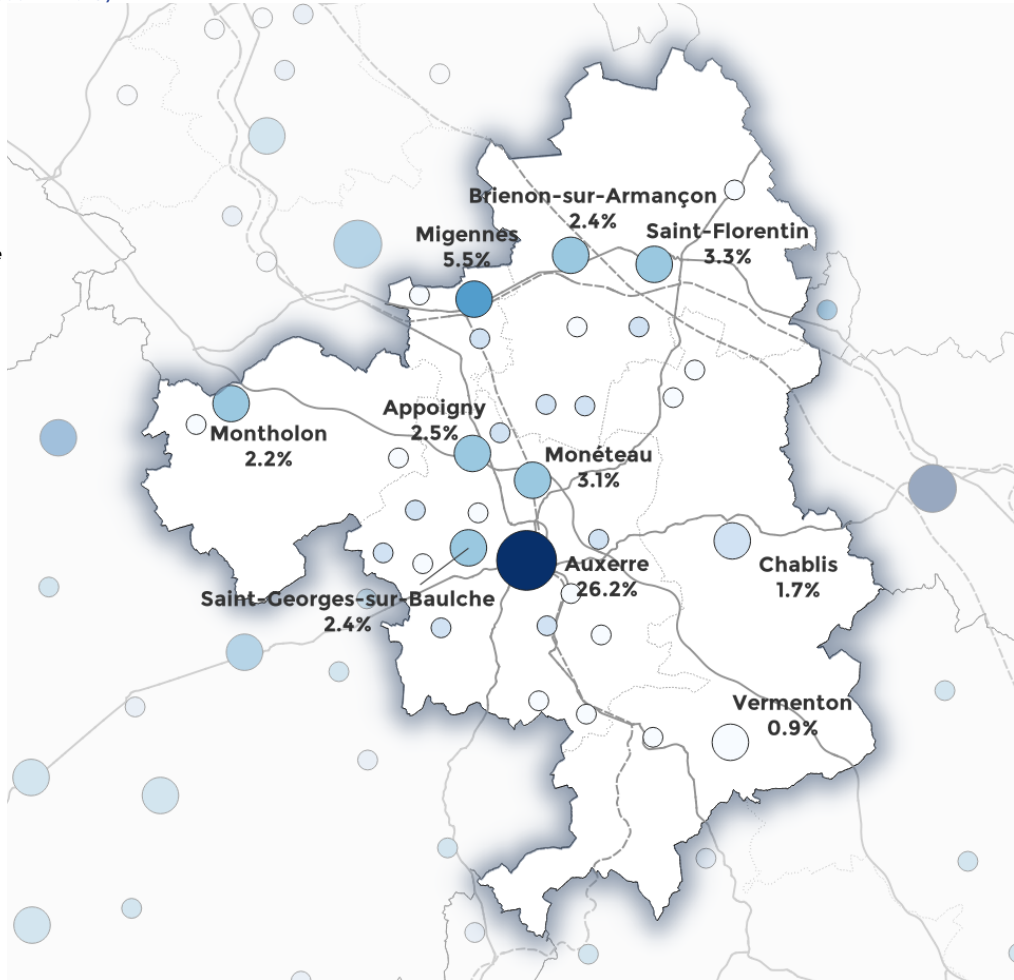 Brienon-sur-Armançon
2.4%
Migennes
5.5%
Saint-Florentin
3.3%
Appoigny
2.5%
Montholon
2.2%
Monéteau
3.1%
Auxerre
26.2%
Chablis
1.7%
Saint-Georges-sur-Baulche
2.4%
Vermenton
0.9%